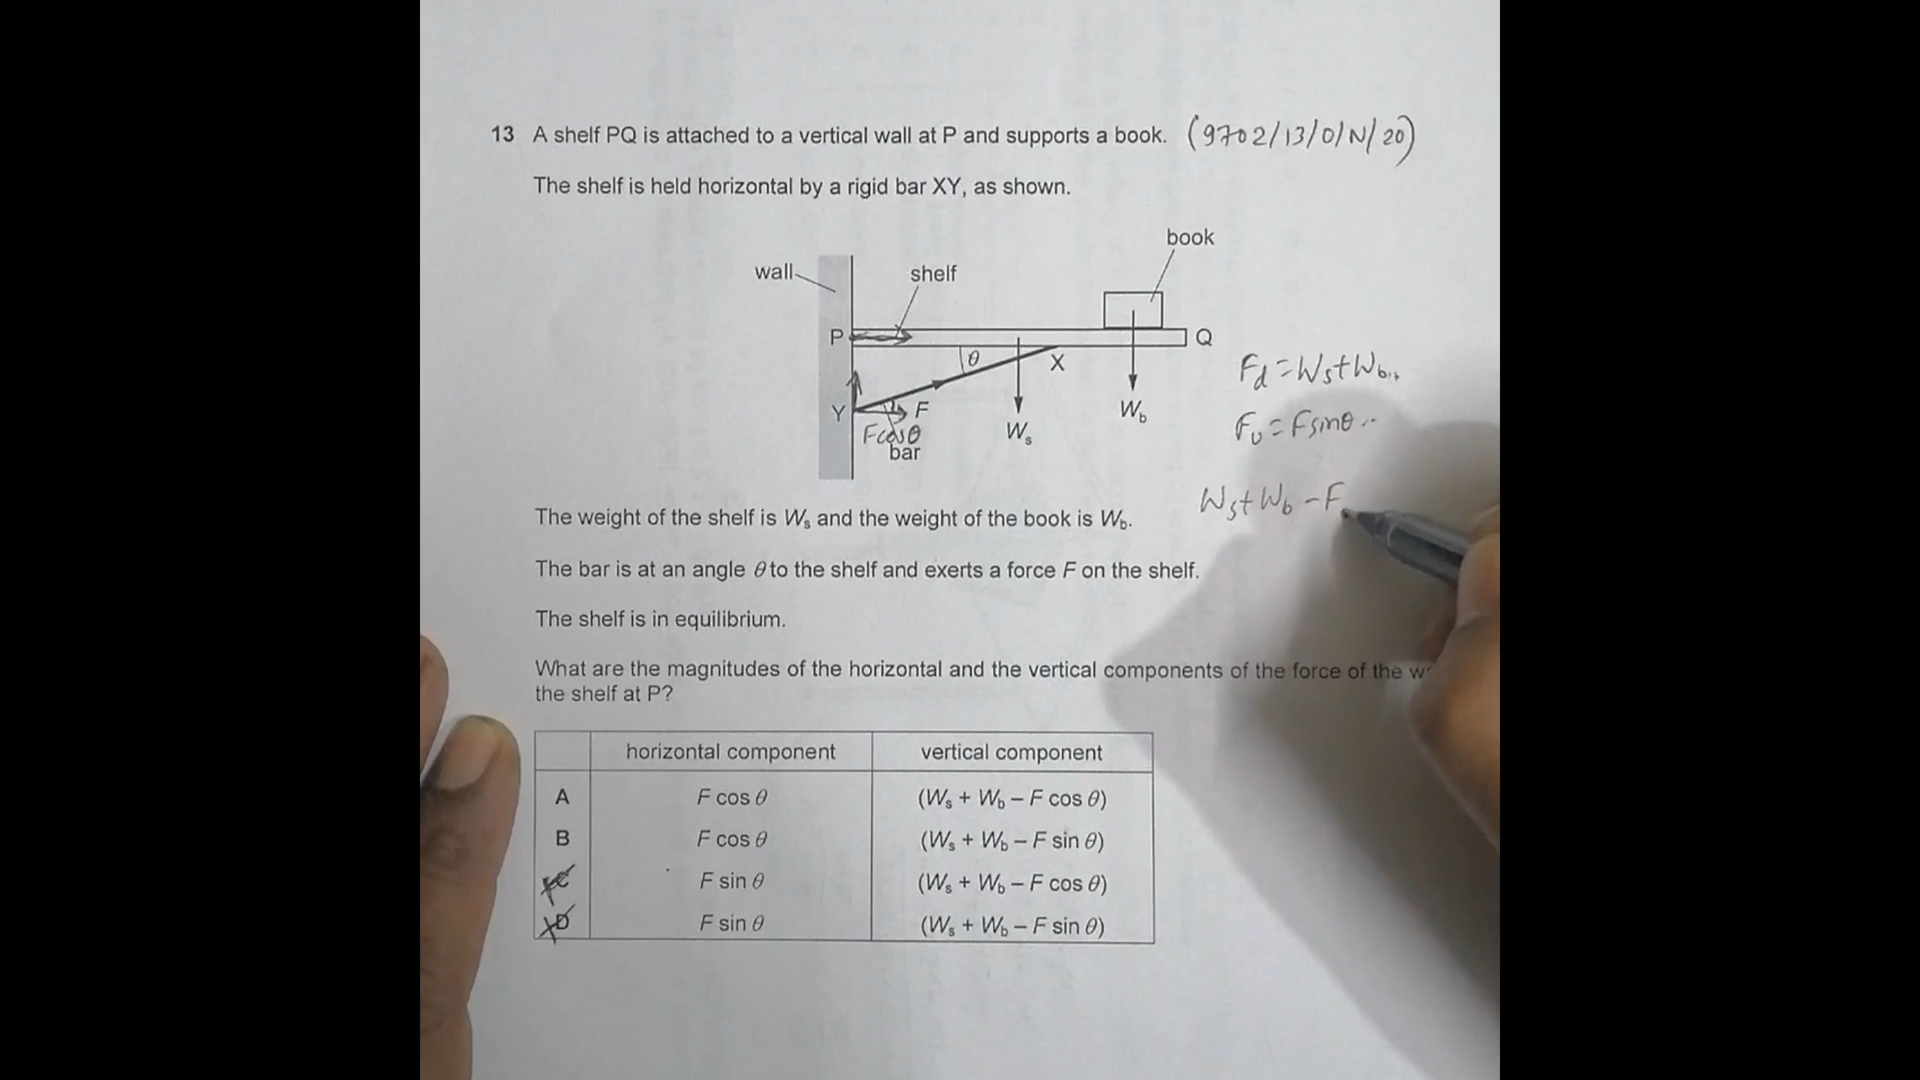 13 A shelf PQ is attached to a vertical wall at P and supports a book. (9702/13/O/N/20)
The shelf is held horizontal by a rigid bar XY, as shown.
book
wall
shelf
P
Q
θ
X
Y
F
Fcosθ
bar
Ws
Wb
Fd = Ws + Wb
Fu = Fsinθ
Ws + Wb - F
The weight of the shelf is Ws and the weight of the book is Wb.
The bar is at an angle θ to the shelf and exerts a force F on the shelf.
The shelf is in equilibrium.
What are the magnitudes of the horizontal and the vertical components of the force of the
the shelf at P?
horizontal component vertical component
A F cos θ (Ws + Wb – F cos θ)
B F cos θ (Ws + Wb – F sin θ)
C F sin θ (Ws + Wb – F cos θ)
D F sin θ (Ws + Wb – F sin θ)